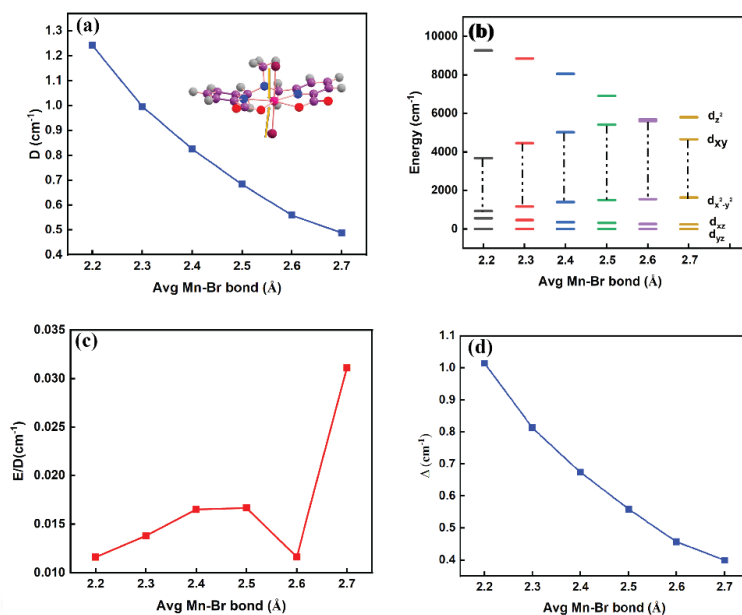 (a)
1.3
1.2
1.1
1.0
0.9
0.8
0.7
0.6
0.5
0.4
D (cm⁻¹)
2.2 2.3 2.4 2.5 2.6 2.7
Avg Mn-Br bond (Å)
(b)
10000
8000
6000
4000
2000
0
Energy (cm⁻¹)
d_z²
d_xy
d_x²-y²
d_xz
d_yz
2.2 2.3 2.4 2.5 2.6 2.7
Avg Mn-Br bond (Å)
(c)
0.035
0.030
0.025
0.020
0.015
0.010
E/D(cm⁻¹)
2.2 2.3 2.4 2.5 2.6 2.7
Avg Mn-Br bond (Å)
(d)
1.1
1.0
0.9
0.8
0.7
0.6
0.5
0.4
Λ (cm⁻¹)
2.2 2.3 2.4 2.5 2.6 2.7
Avg Mn-Br bond (Å)